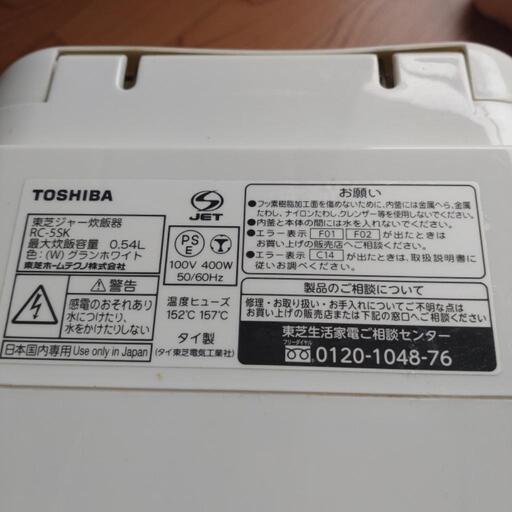 TOSHIBA
東芝ジャー炊飯器
RC-5SK
最大炊飯容量 0.54L
色：(W) グランホワイト
東芝ホームテクノ株式会社
警告
感電のおそれあり
水につけたり、
水をかけたりしない
日本国内専用 Use only in Japan
S
JET
PS
E
100V 400W
50/60Hz
温度ヒューズ
152℃ 157℃
タイ製
(タイ東芝電気工業社)
お願い
●フッ素樹脂加工面を傷めないために、内釜には金属へら、金属
たわし、ナイロンたわし、クレンザー等を使用しないでください。
●内釜と本体の間には水を入れないでください。
●エラー表示 F01 F02 が出たときは
お買い上げの販売店へご相談ください。
●エラー表示 C14 が出たときは、取扱説明書
に従いお調べください。
製品のご相談について
修理・お取り扱い・お手入れについてご不明な点は
お買い上げの販売店または下記の窓口へご相談ください
東芝生活家電ご相談センター
フリーダイヤル
0120-1048-76